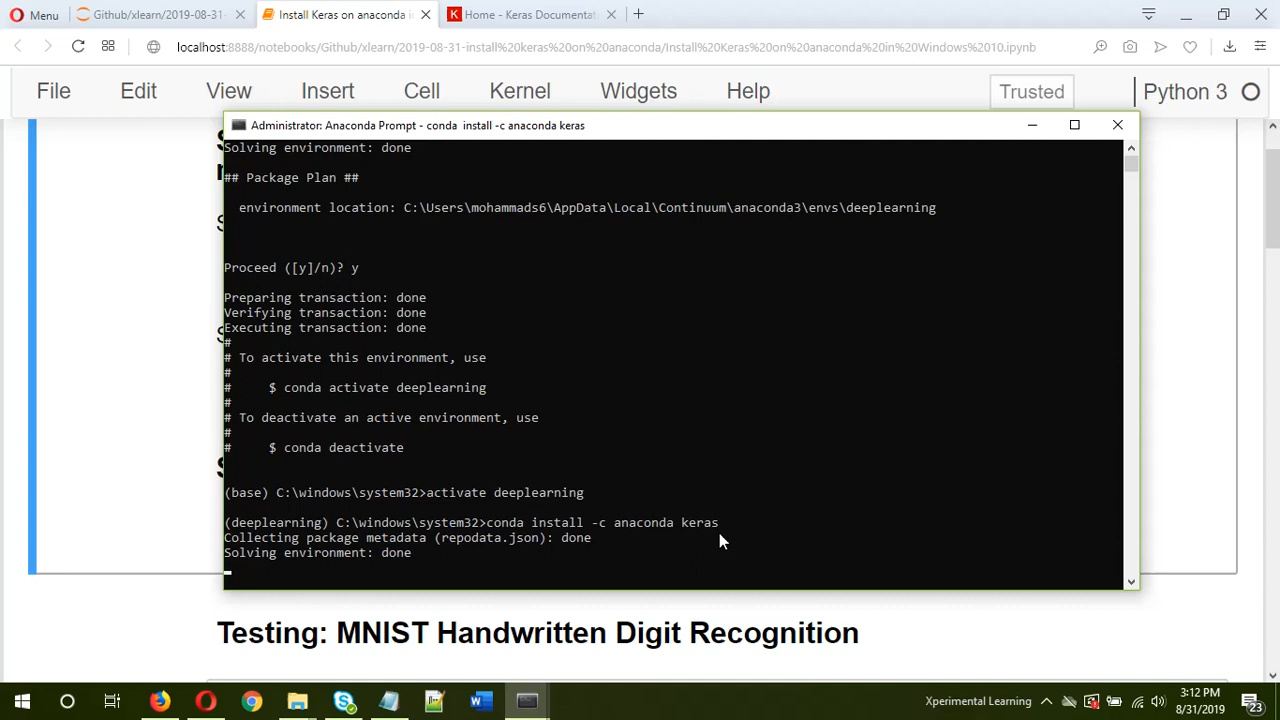 Menu
Github/xlearn/2019-08-31-
Install Keras on anaconda i
Home - Keras Documentat
localhost:8888/notebooks/Github/xlearn/2019-08-31-install%20keras%20on%20anaconda/Install%20Keras%20on%20anaconda%20in%20Windows%2010.ipynb
File Edit View Insert Cell Kernel Widgets Help Trusted Python 3
Administrator: Anaconda Prompt - conda install -c anaconda keras
Solving environment: done
## Package Plan ##
environment location: C:\Users\mohammads6\AppData\Local\Continuum\anaconda3\envs\deeplearning
Proceed ([y]/n)? y
Preparing transaction: done
Verifying transaction: done
Executing transaction: done
#
# To activate this environment, use
#
# $ conda activate deeplearning
#
# To deactivate an active environment, use
#
# $ conda deactivate
(base) C:\windows\system32>activate deeplearning
(deeplearning) C:\windows\system32>conda install -c anaconda keras
Collecting package metadata (repodata.json): done
Solving environment: done
Testing: MNIST Handwritten Digit Recognition
Xperimental Learning
3:12 PM
8/31/2019
23